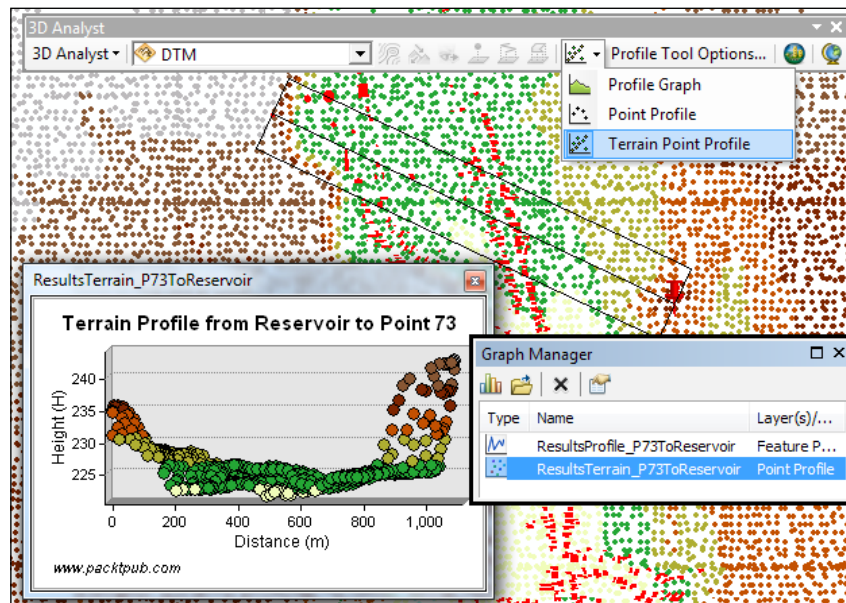 3D Analyst
3D Analyst DTM Profile Tool Options...
Profile Graph
Point Profile
Terrain Point Profile
ResultsTerrain_P73ToReservoir
Terrain Profile from Reservoir to Point 73
Height (H)
240
235
230
225
0 200 400 600 800 1,000
Distance (m)
www.packtpub.com
Graph Manager
Type Name Layer(s)/...
ResultsProfile_P73ToReservoir Feature P...
ResultsTerrain_P73ToReservoir Point Profile